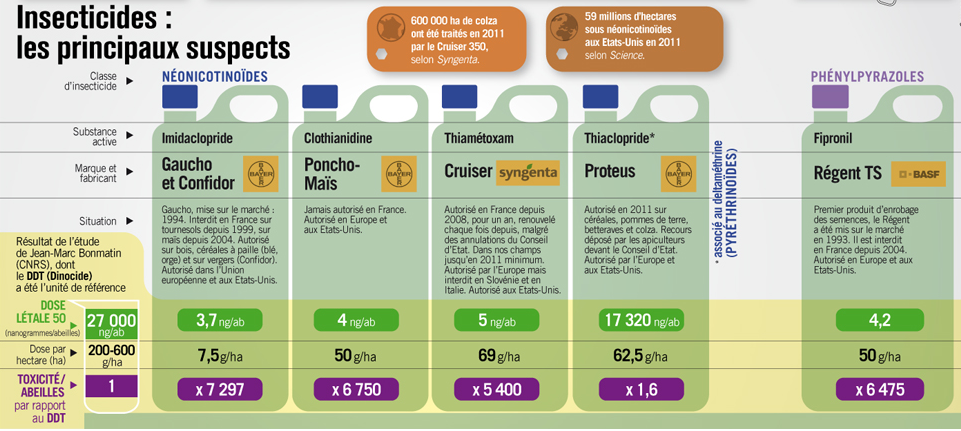 Insecticides :
les principaux suspects
600 000 ha de colza
ont été traités en 2011
par le Cruiser 350,
selon Syngenta.
59 millions d'hectares
sous néonicotinoïdes
aux Etats-Unis en 2011
selon Science.
Classe
d'insecticide
NÉONICOTINOÏDES
PHÉNYLPYRAZOLES
Substance
active
Imidaclopride
Clothianidine
Thiamétoxam
Thiaclopride*
Fipronil
Marque et
fabricant
Gaucho
et Confidor
BAYER
BAYER
Poncho-
Maïs
BAYER
BAYER
Cruiser
syngenta
Proteus
BAYER
BAYER
Régent TS
BASF
* associé au deltaméthrine
(PYRÉTHRINOÏDES)
Situation
Gaucho, mise sur le marché :
1994. Interdit en France sur
tournesols depuis 1999, sur
maïs depuis 2004. Autorisé
sur bois, céréales à paille (blé,
orge) et sur vergers (Confidor).
Autorisé dans l'Union
européenne et aux Etats-Unis.
Jamais autorisé en France.
Autorisé en Europe et
aux Etats-Unis.
Autorisé en France depuis
2008, pour un an, renouvelé
chaque fois depuis, malgré
des annulations du Conseil
d'Etat. Dans nos champs
jusqu'en 2011 minimum.
Autorisé par l'Europe mais
interdit en Slovénie et en
Italie. Autorisé aux Etats-Unis.
Autorisé en 2011 sur
céréales, pommes de terre,
betteraves et colza. Recours
déposé par les apiculteurs
devant le Conseil d'Etat.
Autorisé par l'Europe et
aux Etats-Unis.
Premier produit d'enrobage
des semences, le Régent
a été mis sur le marché
en 1993. Il est interdit
en France depuis 2004.
Autorisé en Europe et aux
Etats-Unis.
Résultat de l'étude
de Jean-Marc Bonmatin
(CNRS), dont
le DDT (Dinocide)
a été l'unité de référence
DOSE
LÉTALE 50
(nanogrammes/abeilles)
27 000
ng/ab
3,7 ng/ab
4 ng/ab
5 ng/ab
17 320 ng/ab
4,2
Dose par
hectare (ha)
200-600
g/ha
7,5 g/ha
50 g/ha
69 g/ha
62,5 g/ha
50 g/ha
TOXICITÉ/
ABEILLES
par rapport
au DDT
1
x 7 297
x 6 750
x 5 400
x 1,6
x 6 475